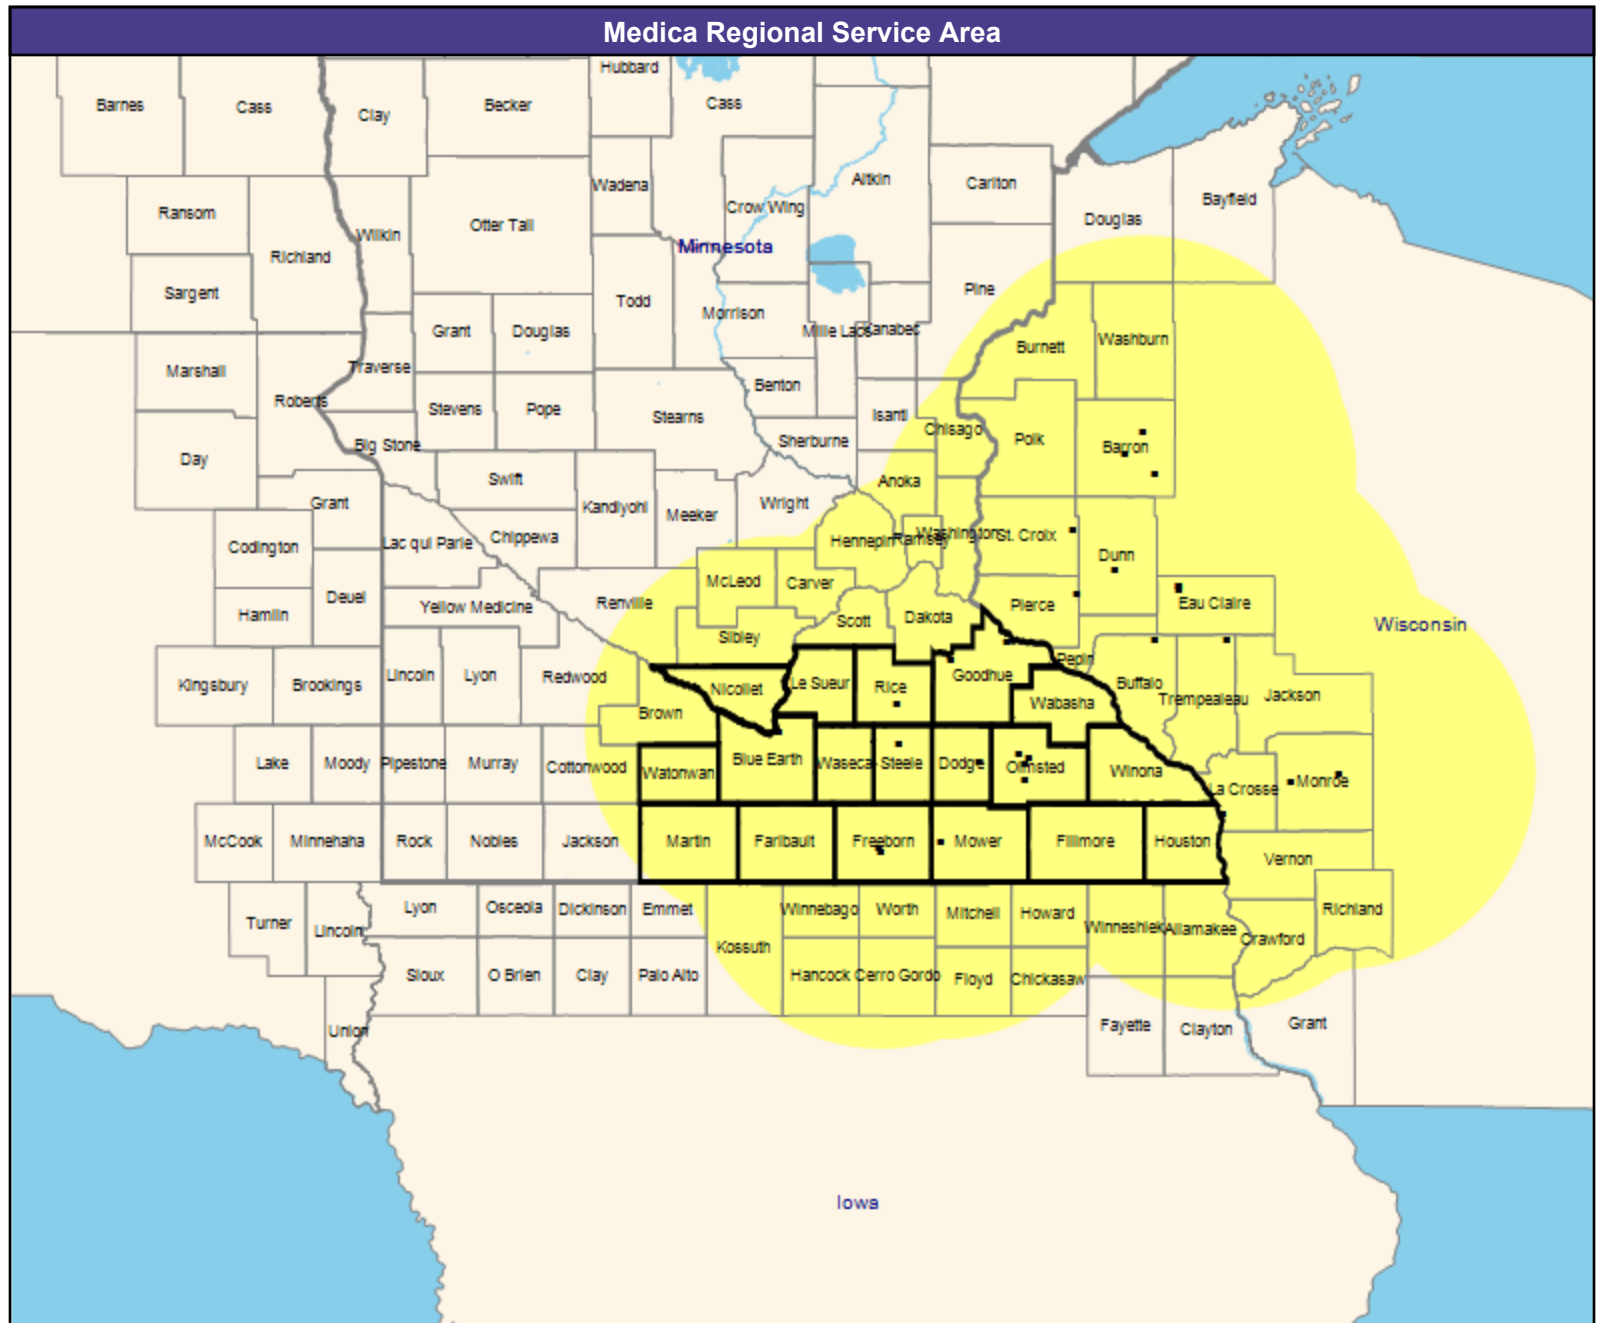 Medica Regional Service Area
Hubbard
Barnes Cass Clay Becker Cass
Wadena Aitkin Carlton
Ransom Crow Wing Bayfield
Wilkin Otter Tail Douglas
Minnesota
Richland
Sargent Todd Pine
Morrison
Grant Douglas Mille Lacs Kanabec
Burnett Washburn
Marshall Traverse
Roberts Stevens Pope Benton
Stearns Isanti
Chisago Polk Barron
Big Stone Sherburne
Day
Swift Anoka
Grant Kandiyohi Meeker Wright
Codington Lac qui Parle Chippewa Hennepin Ramsey Washington St. Croix
Dunn
McLeod Carver
Deuel Yellow Medicine Renville Pierce Eau Claire
Hamlin Scott Dakota
Sibley Wisconsin
Pepin
Kingsbury Brookings Lincoln Lyon Redwood Nicollet Le Sueur Rice Goodhue Buffalo
Wabasha Trempealeau Jackson
Brown
Lake Moody Pipestone Murray Cottonwood Watonwan Blue Earth Waseca Steele Dodge Olmsted Winona
La Crosse Monroe
McCook Minnehaha Rock Nobles Jackson Martin Faribault Freeborn Mower Fillmore Houston
Vernon
Turner Lincoln Lyon Osceola Dickinson Emmet Winnebago Worth Mitchell Howard Richland
Winneshiek Allamakee
Kossuth Crawford
Sioux O Brien Clay Palo Alto Hancock Cerro Gordo Floyd Chickasaw
Union Fayette Clayton Grant
Iowa